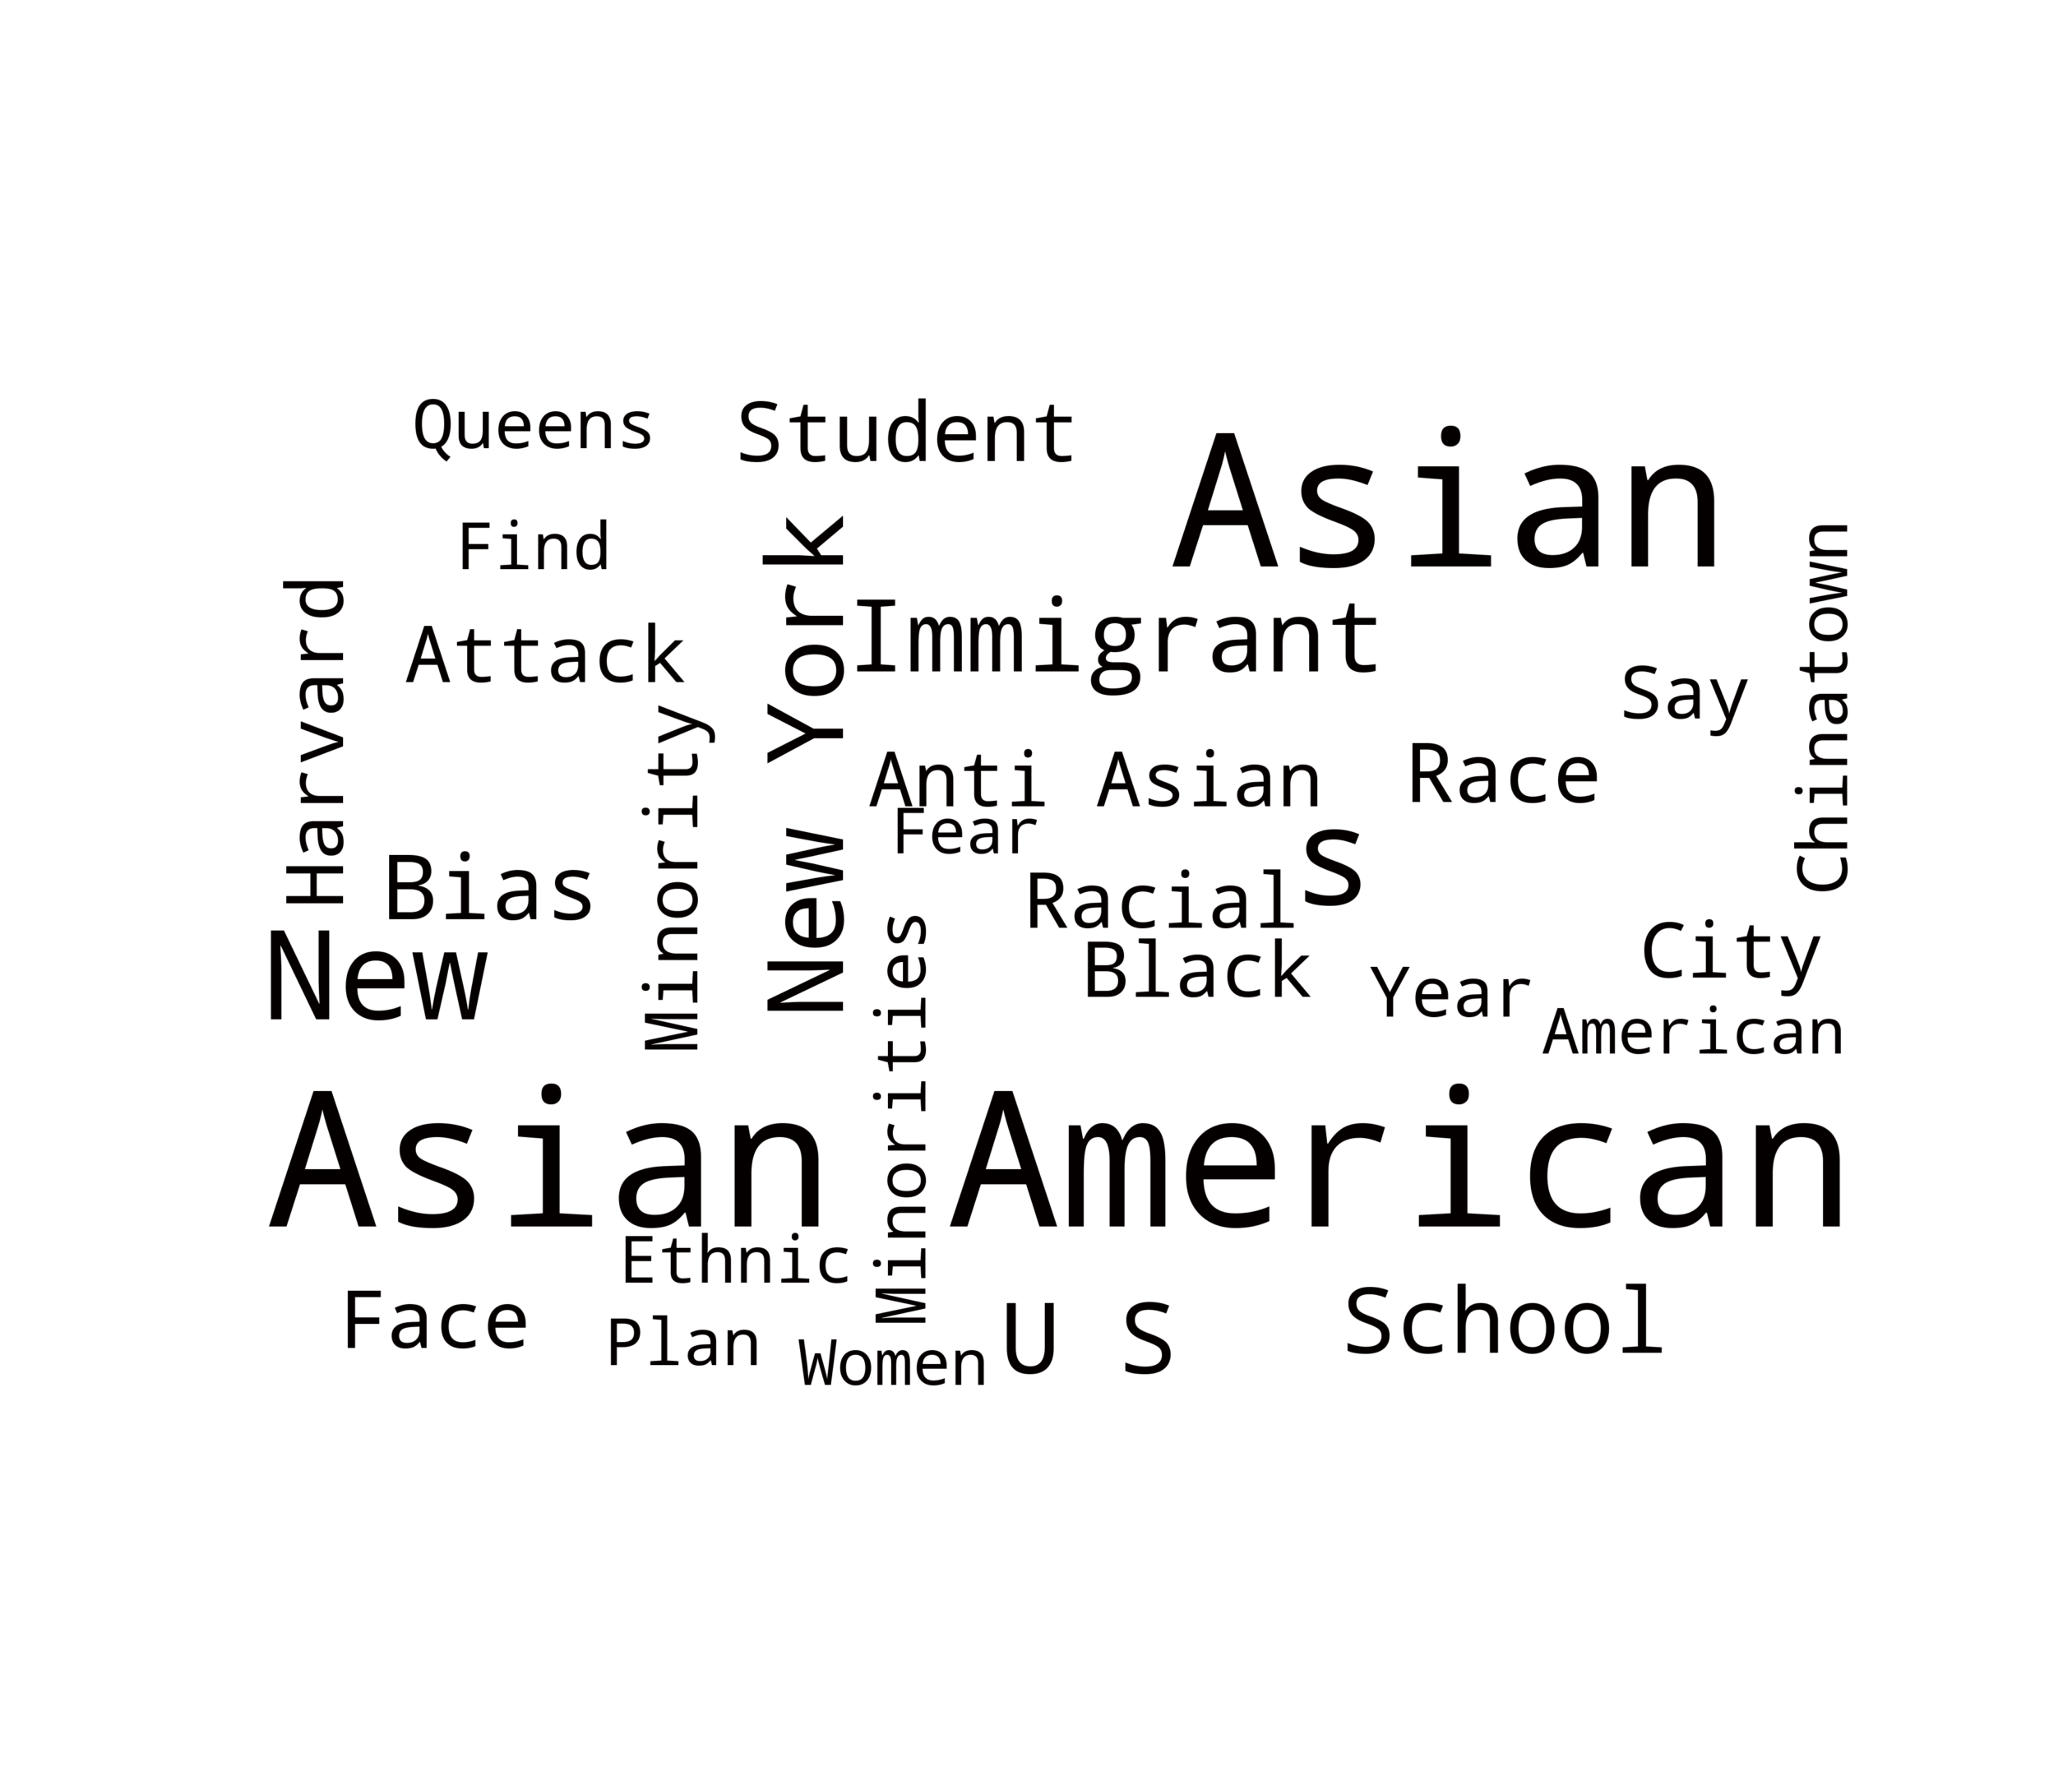 Queens
Student
Asian
Find
Harvard
Attack
New York
Immigrant
Chinatown
Say
Minority
Anti Asian
Race
Fear
Bias
Racial
s
New
Minorities
Black
Year
City
American
Asian American
Ethnic
Face
Plan
Women
U S
School